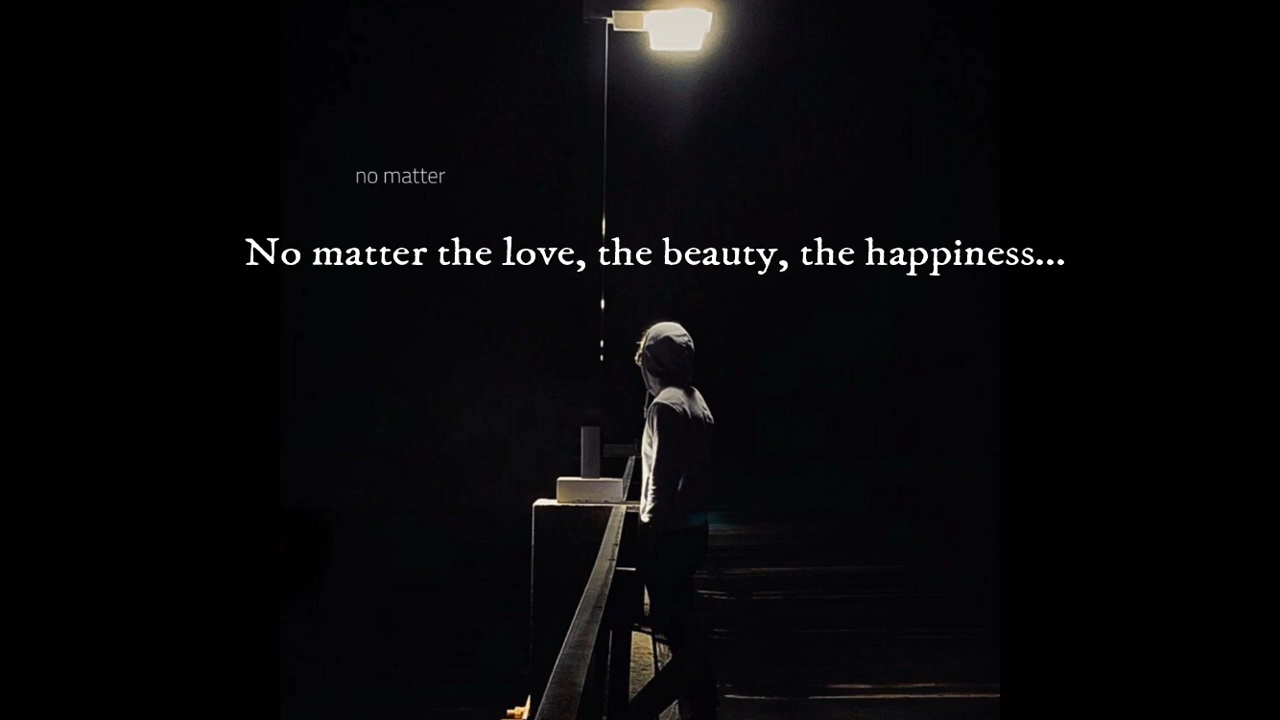 no matter
No matter the love, the beauty, the happiness...